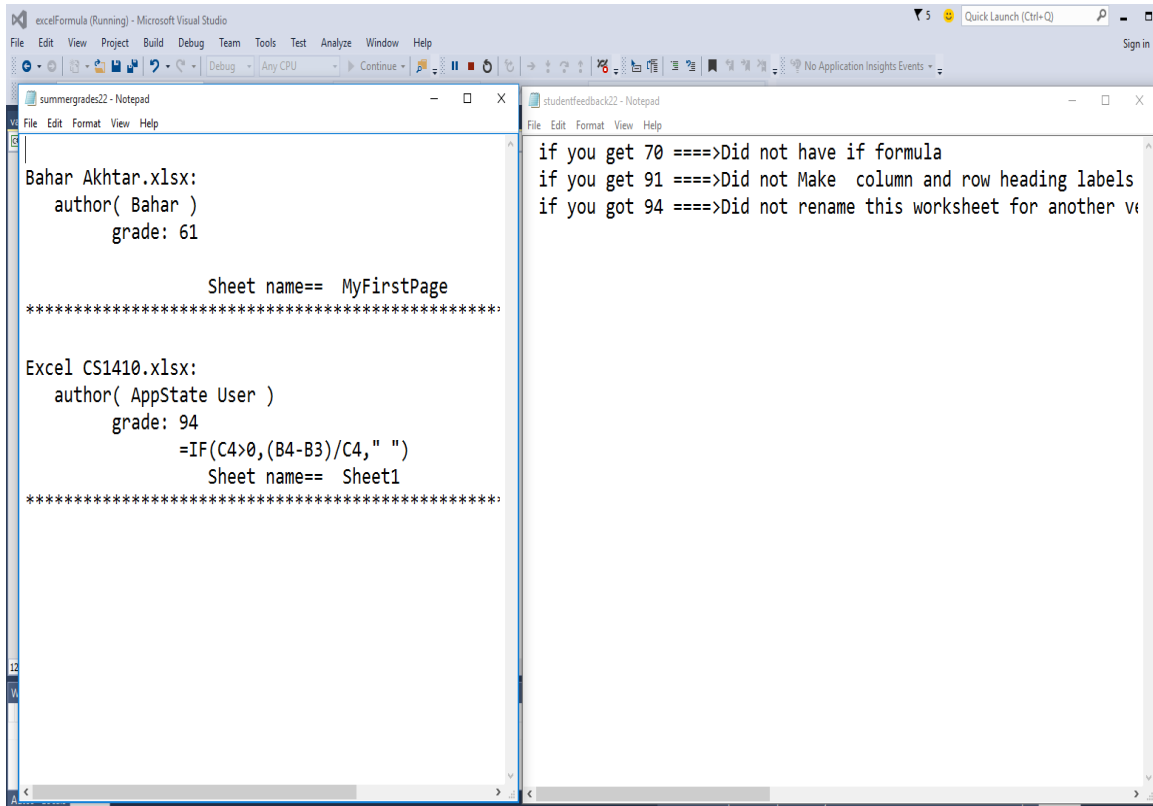 excelFormula (Running) - Microsoft Visual Studio
5
Quick Launch (Ctrl+Q)
File Edit View Project Build Debug Team Tools Test Analyze Window Help
Sign in
Debug Any CPU Continue No Application Insights Events
summergrades22 - Notepad
File Edit Format View Help
Bahar Akhtar.xlsx:
author( Bahar )
grade: 61
Sheet name== MyFirstPage
*************************************************
Excel CS1410.xlsx:
author( AppState User )
grade: 94
=IF(C4>0,(B4-B3)/C4," ")
Sheet name== Sheet1
*************************************************
studentfeedback22 - Notepad
File Edit Format View Help
if you get 70 ====>Did not have if formula
if you get 91 ====>Did not Make column and row heading labels
if you got 94 ====>Did not rename this worksheet for another
12